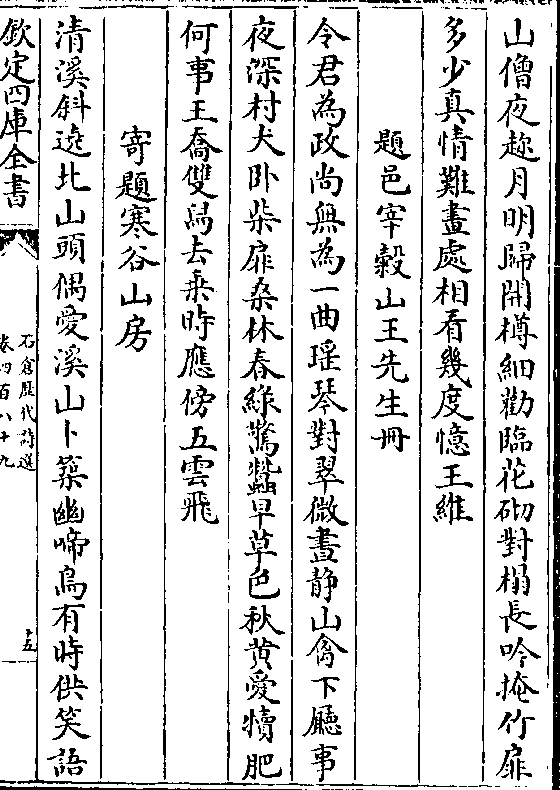 山僧夜趂月明歸開樽細勸臨花砌對榻長吟掩竹扉
多少真情難畫處相看幾度憶王維
題邑宰穀山王先生冊
令君為政尚無為一曲瑶琴對翠微晝静山禽下廳事
夜深村犬卧柴扉桑林春綠驚蠶早草色秋黄愛犢肥
何事王喬雙舄去乗時應傍五雲飛
寄題寒谷山房
清溪斜遶北山頭偶愛溪山卜築幽啼鳥有時供笑語
欽定四庫全書
石倉歴代詩選
卷四百八十九
十五